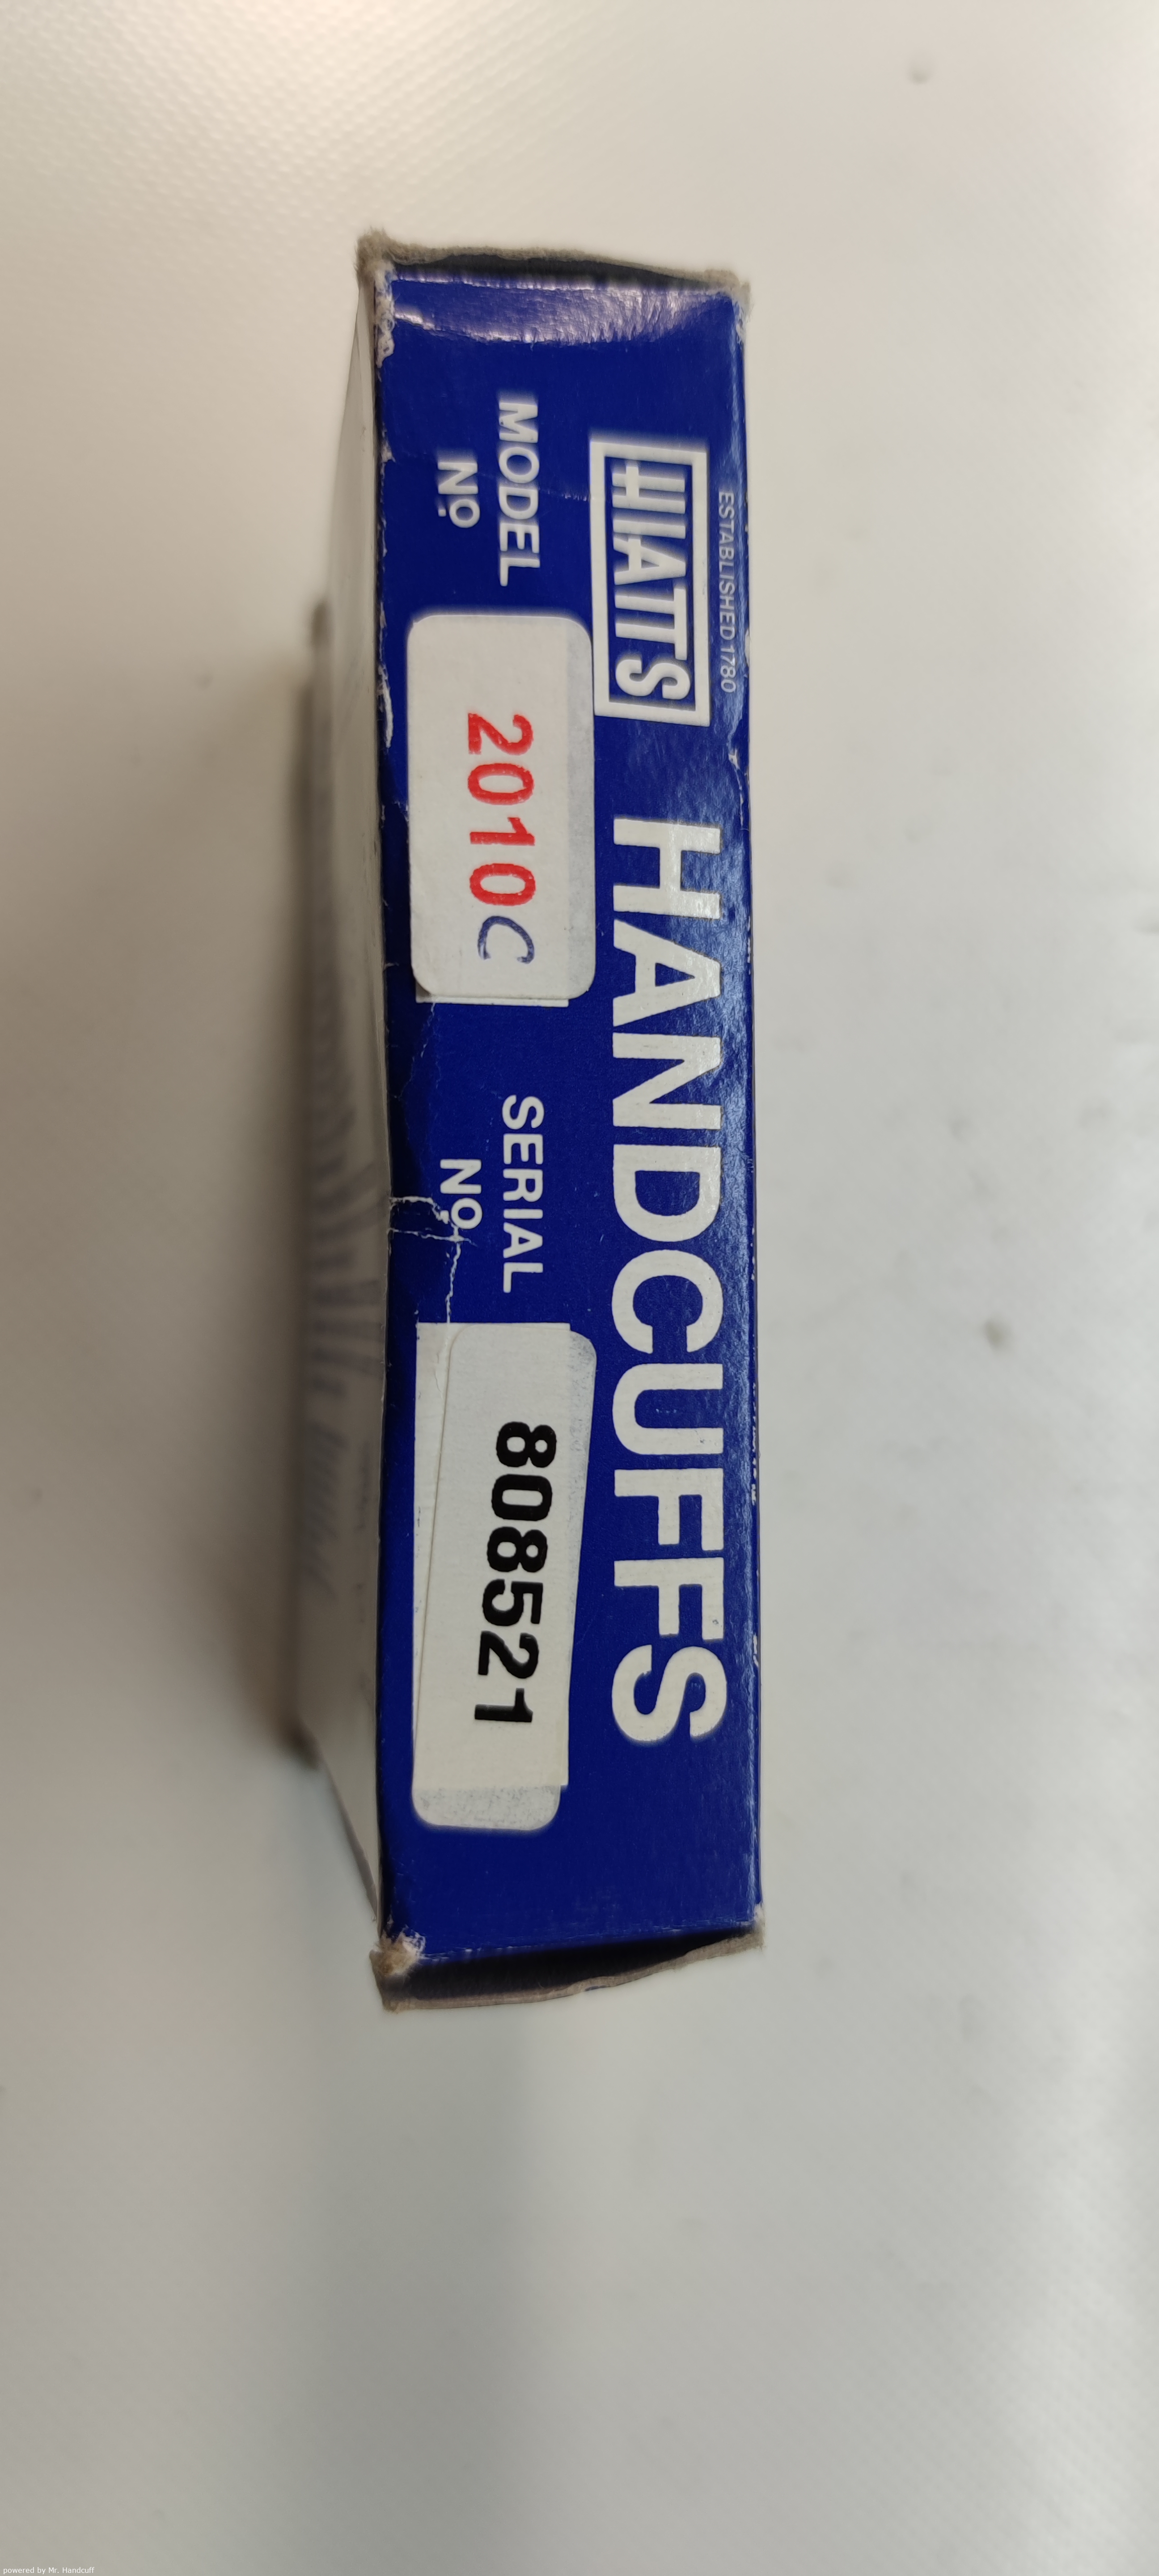 ESTABLISHED 1780
HIATTS HANDCUFFS
MODEL
No. 2010C
SERIAL
No. 808521
powered by Mr. Handcuff